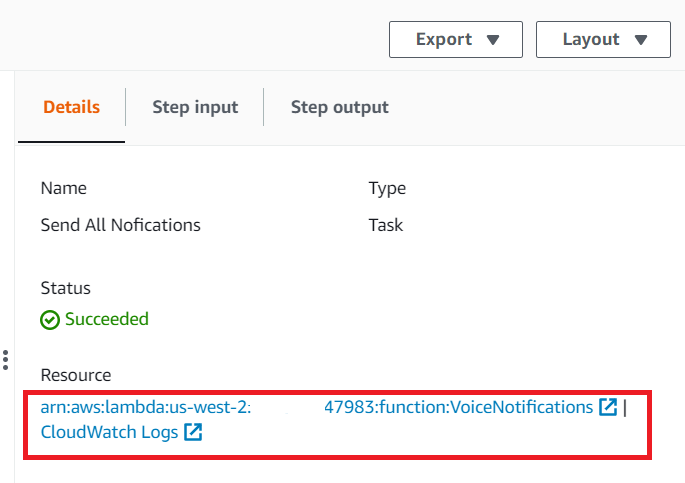 Export ▼ Layout ▼
Details Step input Step output
Name Type
Send All Nofications Task
Status
Succeeded
Resource
arn:aws:lambda:us-west-2: 47983:function:VoiceNotifications |
CloudWatch Logs